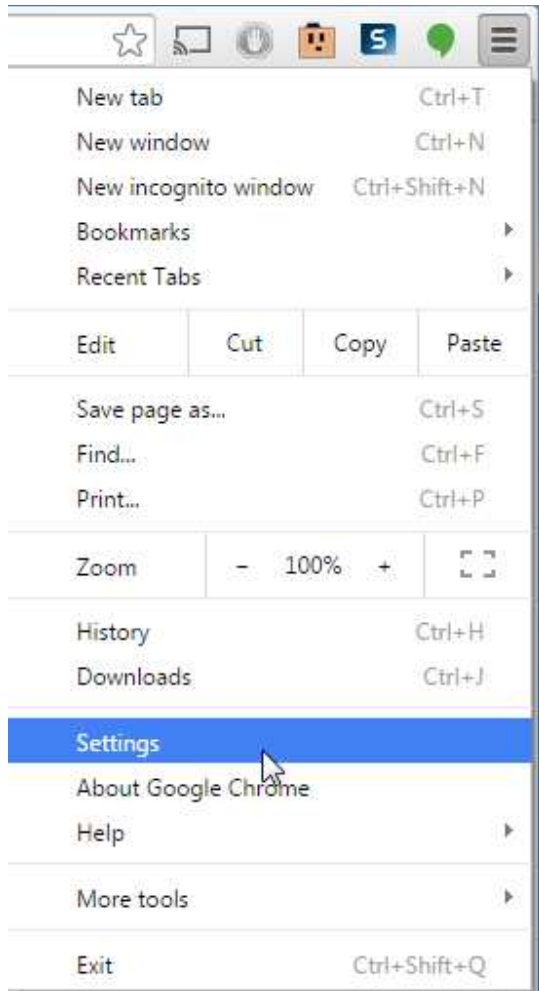 S
New tab Ctrl+T
New window Ctrl+N
New incognito window Ctrl+Shift+N
Bookmarks
Recent Tabs
Edit Cut Copy Paste
Save page as... Ctrl+S
Find... Ctrl+F
Print... Ctrl+P
Zoom - 100% +
History Ctrl+H
Downloads Ctrl+J
Settings
About Google Chrome
Help
More tools
Exit Ctrl+Shift+Q